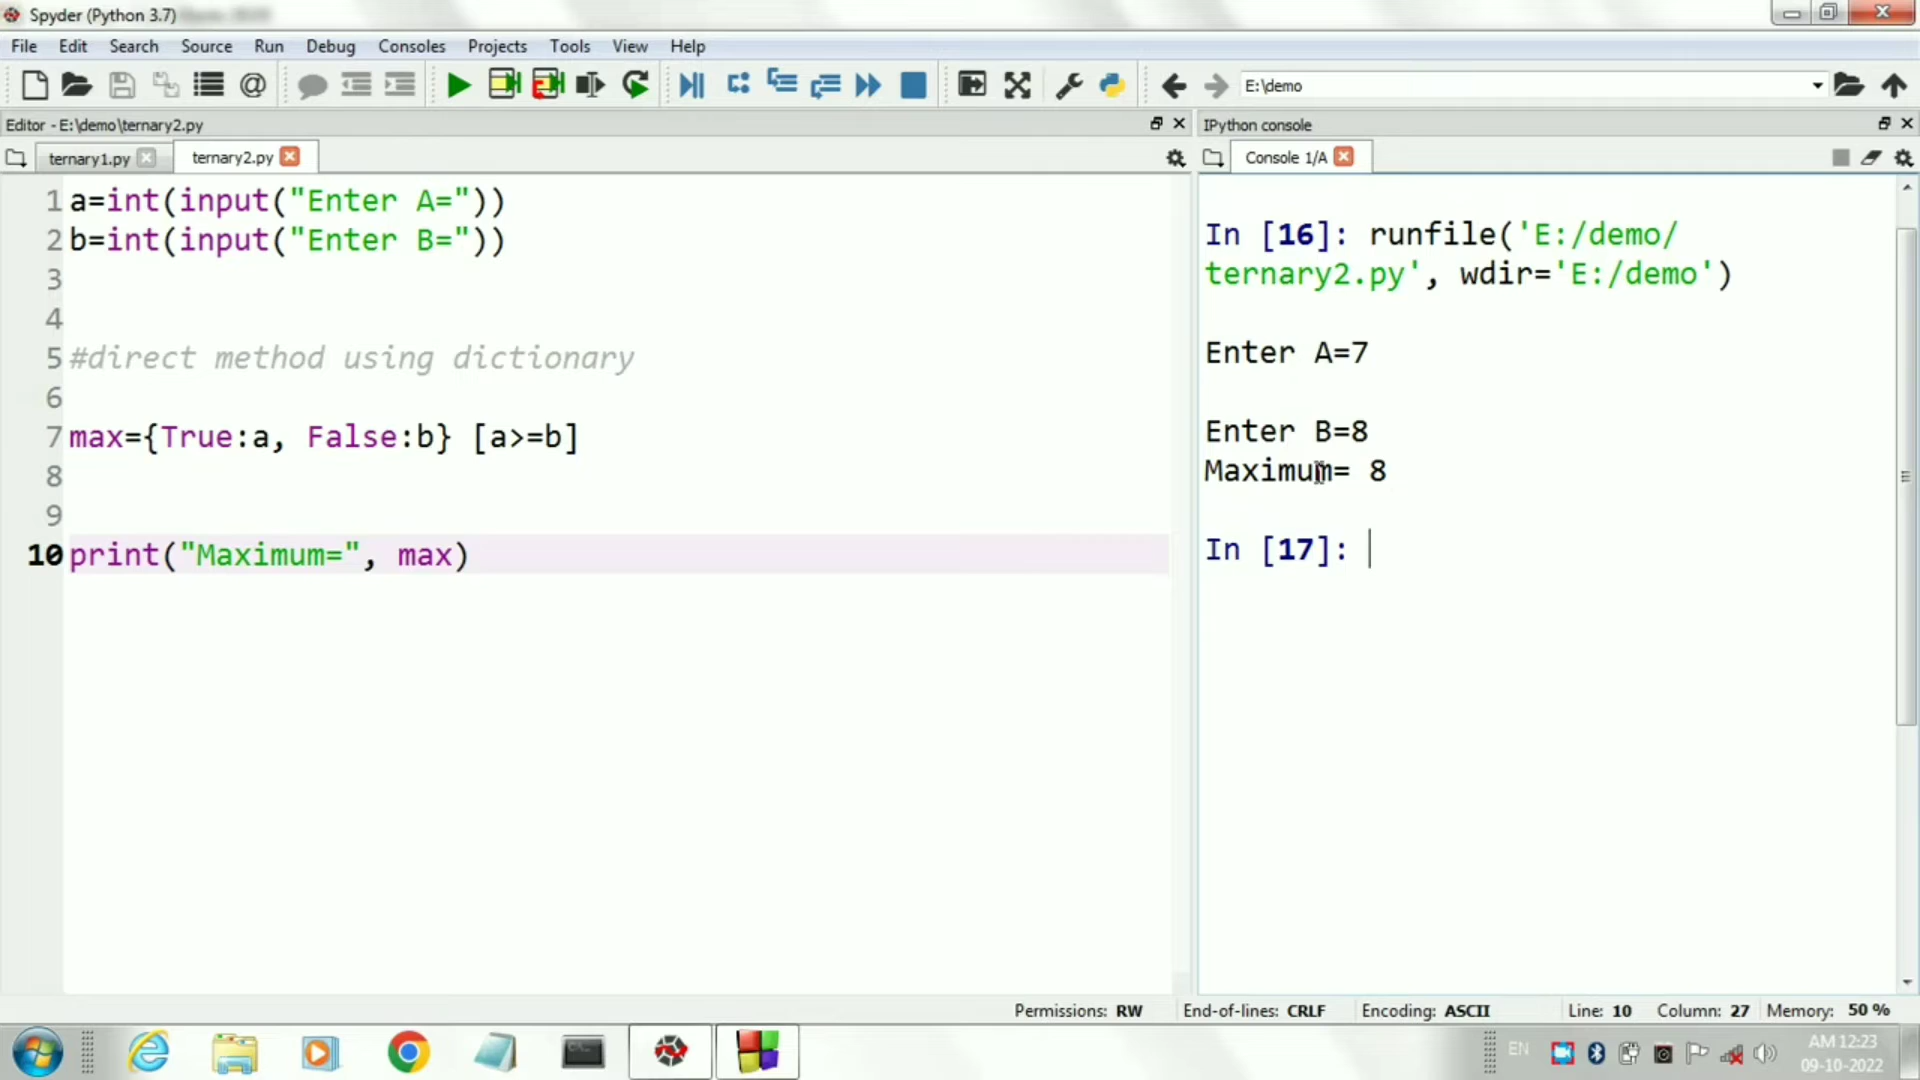 Spyder (Python 3.7)
File Edit Search Source Run Debug Consoles Projects Tools View Help
E:\demo
Editor - E:\demo\ternary2.py
IPython console
ternary1.py
ternary2.py
Console 1/A
1 a=int(input("Enter A="))
2 b=int(input("Enter B="))
3
4
5 #direct method using dictionary
6
7 max={True:a, False:b} [a>=b]
8
9
10 print("Maximum=", max)
In [16]: runfile('E:/demo/
ternary2.py', wdir='E:/demo')
Enter A=7
Enter B=8
Maximum= 8
In [17]:
Permissions: RW End-of-lines: CRLF Encoding: ASCII Line: 10 Column: 27 Memory: 50 %
EN
AM 12:23
09-10-2022